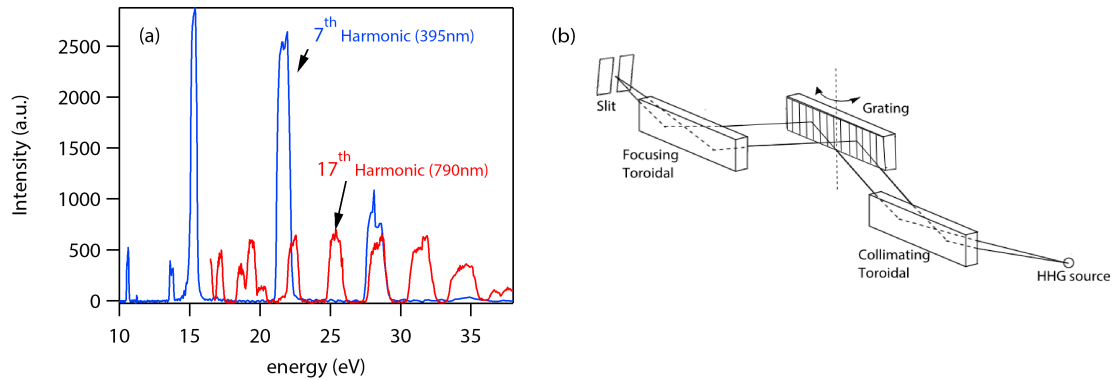 (a)
7th Harmonic (395nm)
17th Harmonic (790nm)
Intensity (a.u.)
2500
2000
1500
1000
500
0
10
15
20
25
30
35
energy (eV)
(b)
Slit
Grating
Focusing
Toroidal
Collimating
Toroidal
HHG source